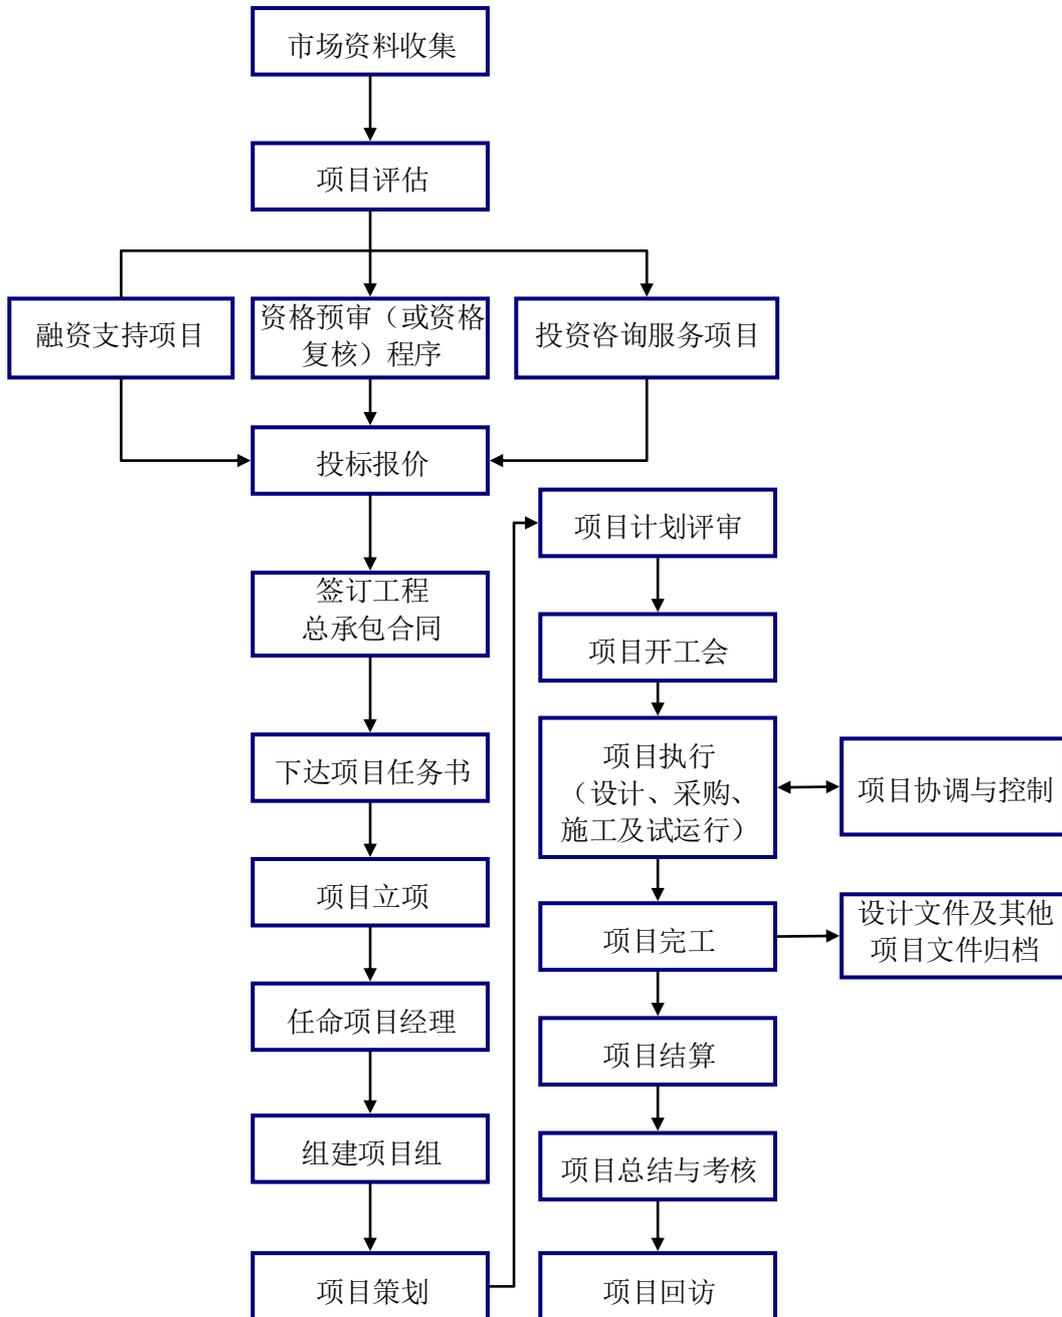 市场资料收集
项目评估
融资支持项目
资格预审（或资格
复核）程序
投资咨询服务项目
投标报价
签订工程
总承包合同
下达项目任务书
项目立项
任命项目经理
组建项目组
项目策划
项目计划评审
项目开工会
项目执行
（设计、采购、
施工及试运行）
项目协调与控制
项目完工
设计文件及其他
项目文件归档
项目结算
项目总结与考核
项目回访